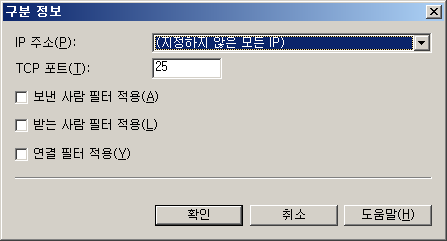 구분 정보
IP 주소(P): (지정하지 않은 모든 IP)
TCP 포트(T): 25
보낸 사람 필터 적용(A)
받는 사람 필터 적용(L)
연결 필터 적용(Y)
확인 취소 도움말(H)